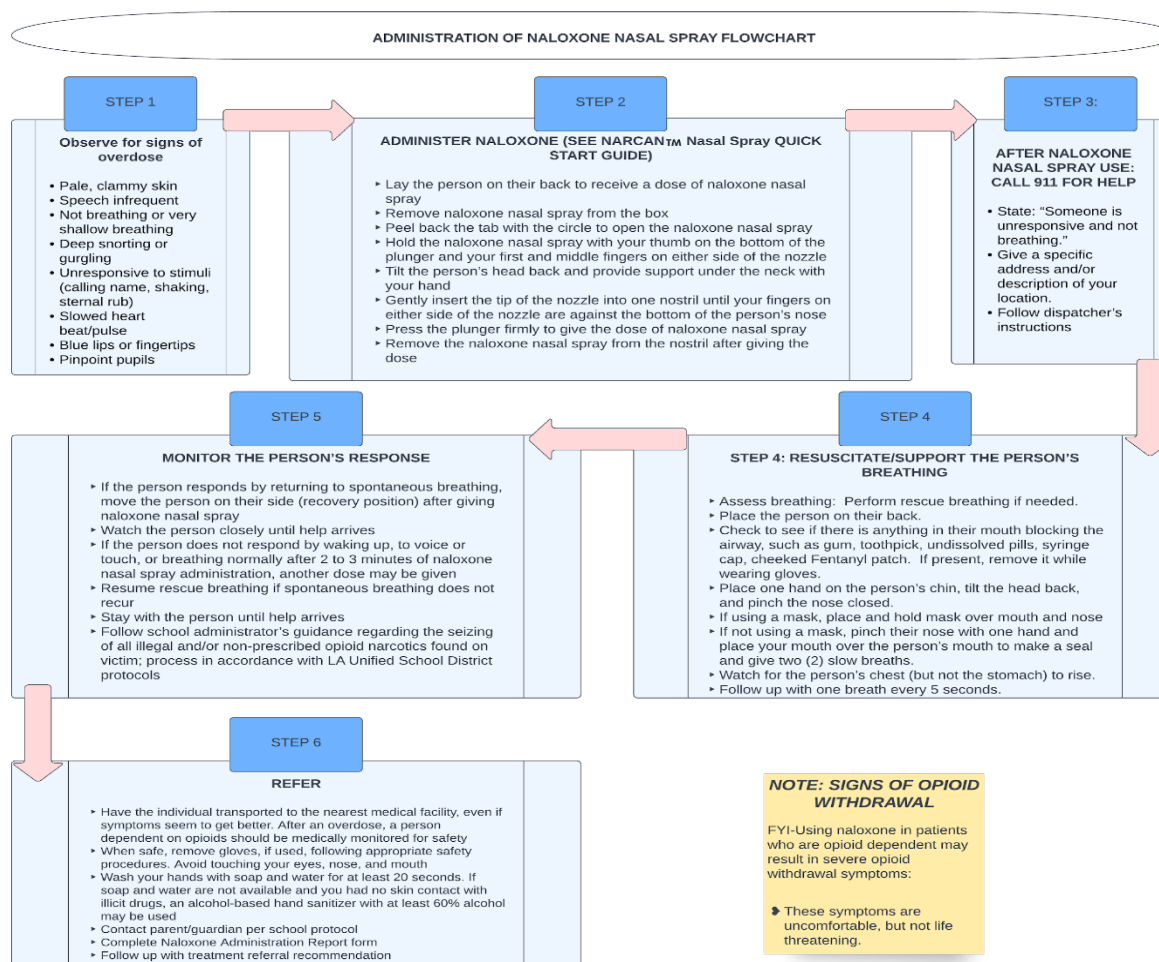 ADMINISTRATION OF NALOXONE NASAL SPRAY FLOWCHART
STEP 1
Observe for signs of
overdose
• Pale, clammy skin
• Speech infrequent
• Not breathing or very
shallow breathing
• Deep snorting or
gurgling
• Unresponsive to stimuli
(calling name, shaking,
sternal rub)
• Slowed heart
beat/pulse
• Blue lips or fingertips
• Pinpoint pupils
STEP 2
ADMINISTER NALOXONE (SEE NARCAN™ Nasal Spray QUICK
START GUIDE)
▸ Lay the person on their back to receive a dose of naloxone nasal
spray
▸ Remove naloxone nasal spray from the box
▸ Peel back the tab with the circle to open the naloxone nasal spray
▸ Hold the naloxone nasal spray with your thumb on the bottom of the
plunger and your first and middle fingers on either side of the nozzle
▸ Tilt the person's head back and provide support under the neck with
your hand
▸ Gently insert the tip of the nozzle into one nostril until your fingers on
either side of the nozzle are against the bottom of the person's nose
▸ Press the plunger firmly to give the dose of naloxone nasal spray
▸ Remove the naloxone nasal spray from the nostril after giving the
dose
STEP 3:
AFTER NALOXONE
NASAL SPRAY USE:
CALL 911 FOR HELP
• State: “Someone is
unresponsive and not
breathing.”
• Give a specific
address and/or
description of your
location.
• Follow dispatcher’s
instructions
STEP 4
STEP 4: RESUSCITATE/SUPPORT THE PERSON’S
BREATHING
▸ Assess breathing: Perform rescue breathing if needed.
▸ Place the person on their back.
▸ Check to see if there is anything in their mouth blocking the
airway, such as gum, toothpick, undissolved pills, syringe
cap, cheeked Fentanyl patch. If present, remove it while
wearing gloves.
▸ Place one hand on the person’s chin, tilt the head back,
and pinch the nose closed.
▸ If using a mask, place and hold mask over mouth and nose
▸ If not using a mask, pinch their nose with one hand and
place your mouth over the person’s mouth to make a
seal and give two (2) slow breaths.
▸ Watch for the person’s chest (but not the stomach) to rise.
▸ Follow up with one breath every 5 seconds.
STEP 5
MONITOR THE PERSON’S RESPONSE
▸ If the person responds by returning to spontaneous breathing,
move the person on their side (recovery position) after giving
naloxone nasal spray
▸ Watch the person closely until help arrives
▸ If the person does not respond by waking up, to voice or
touch, or breathing normally after 2 to 3 minutes of naloxone
nasal spray administration, another dose may be given
▸ Resume rescue breathing if spontaneous breathing does not
recur
▸ Stay with the person until help arrives
▸ Follow school administrator’s guidance regarding the seizing
of all illegal and/or non-prescribed opioid narcotics found on
victim; process in accordance with LA Unified School District
protocols
STEP 6
REFER
▸ Have the individual transported to the nearest medical facility, even if
symptoms seem to get better. After an overdose, a person
dependent on opioids should be medically monitored for safety
▸ When safe, remove gloves, if used, following appropriate safety
procedures. Avoid touching your eyes, nose, and mouth
▸ Wash your hands with soap and water for at least 20 seconds. If
soap and water are not available and you had no skin contact with
illicit drugs, an alcohol-based hand sanitizer with at least 60% alcohol
may be used
▸ Contact parent/guardian per school protocol
▸ Complete Naloxone Administration Report form
▸ Follow up with treatment referral recommendation
NOTE: SIGNS OF OPIOID
WITHDRAWAL
FYI-Using naloxone in patients
who are opioid dependent may
result in severe opioid
withdrawal symptoms:
❥ These symptoms are
uncomfortable, but not life
threatening.